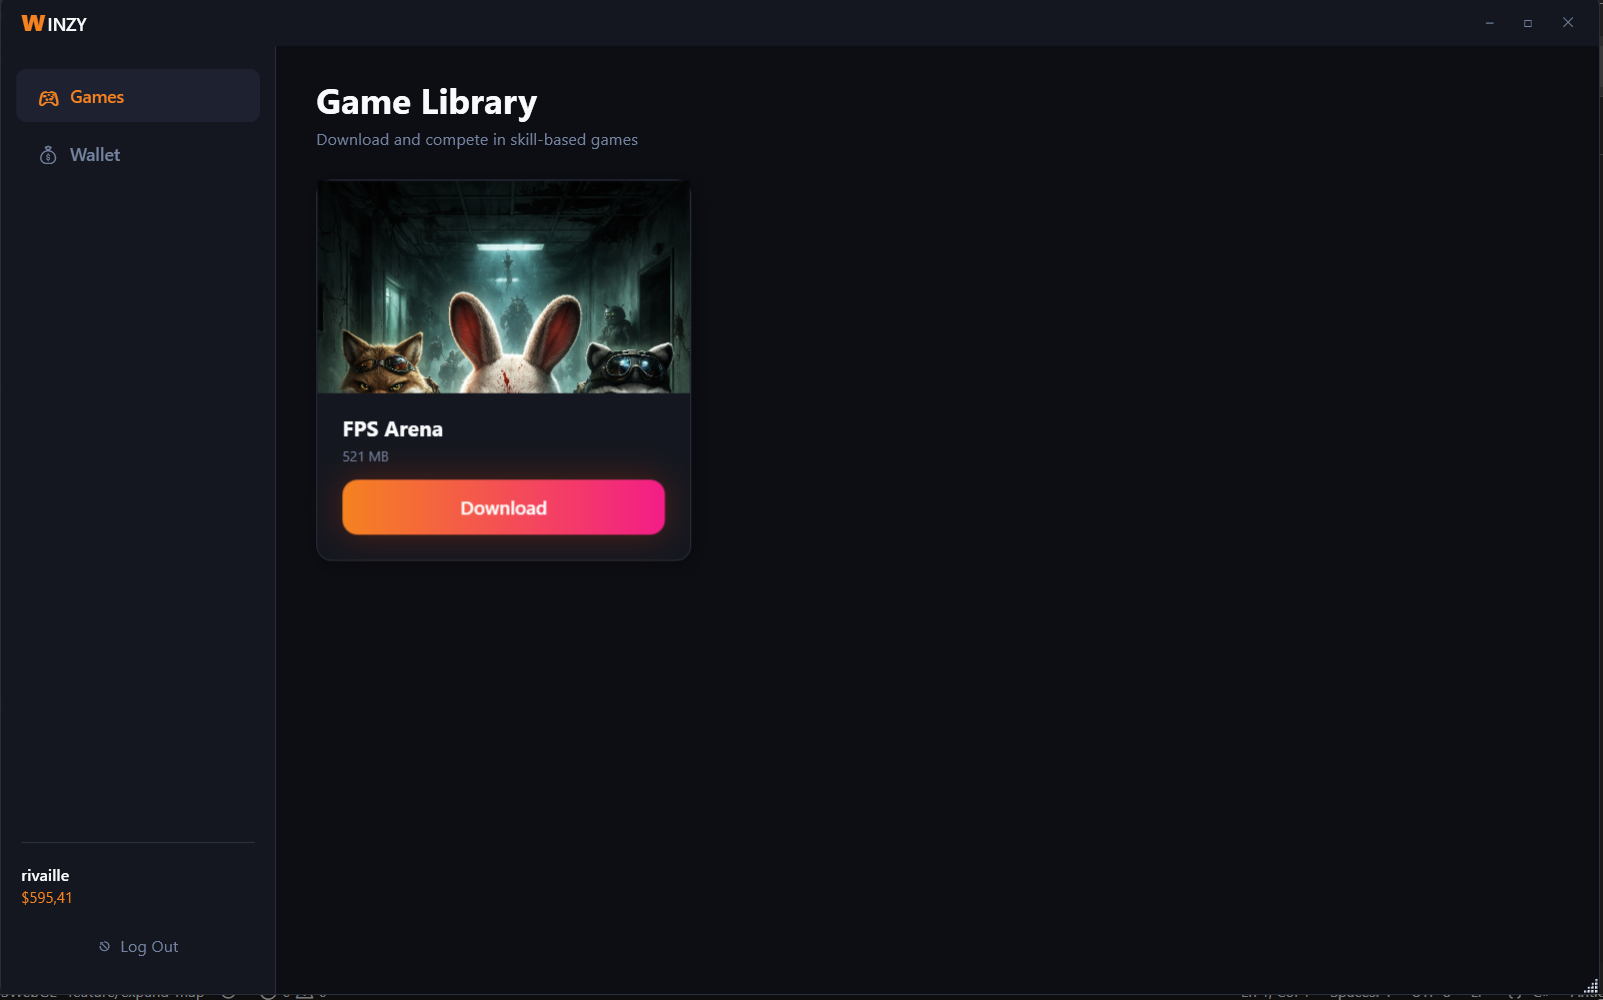 WINZY
Games
Wallet
Game Library
Download and compete in skill-based games
FPS Arena
521 MB
Download
rivaille
$595,41
Log Out